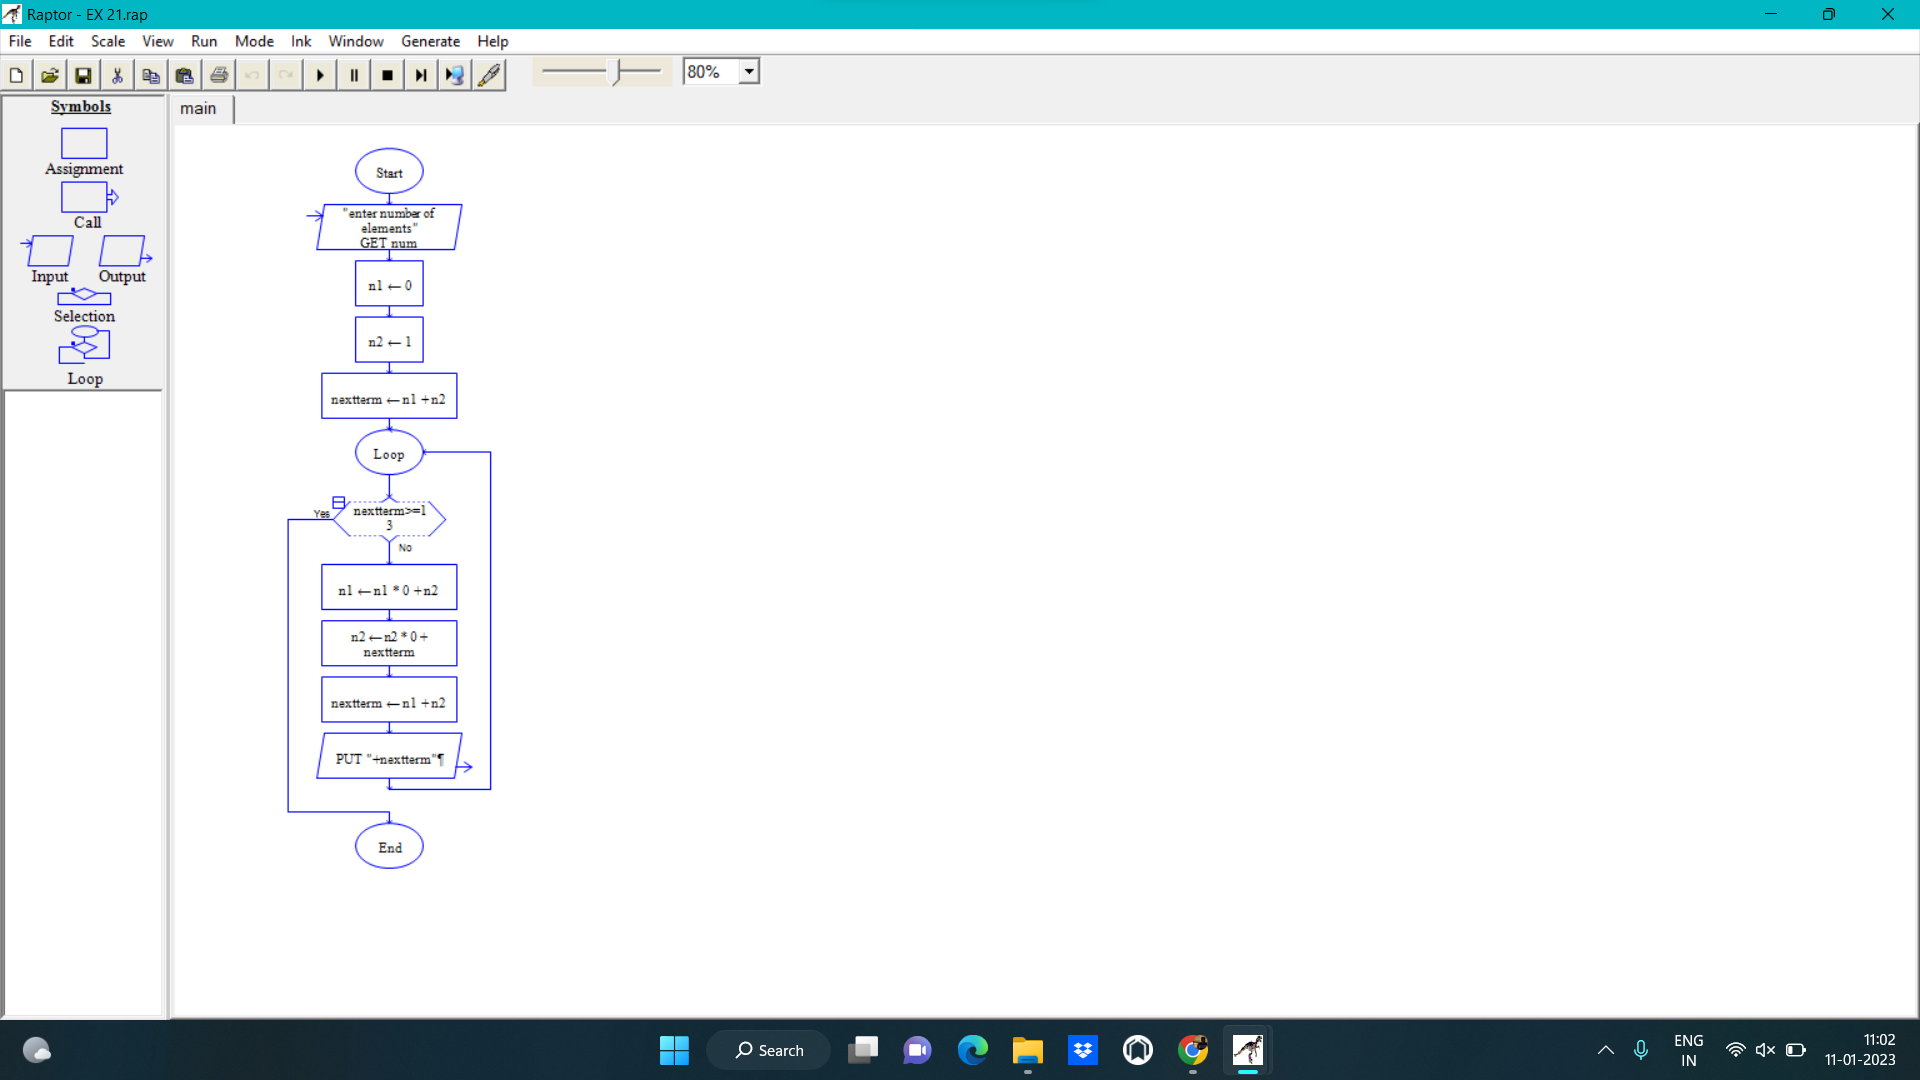 Raptor - EX 21.rap
File Edit Scale View Run Mode Ink Window Generate Help
80%
Symbols
Assignment
Call
Input Output
Selection
Loop
main
Start
"enter number of
elements"
GET num
n1 ← 0
n2 ← 1
nextterm ← n1 +n2
Loop
Yes
nextterm>=1
3
No
n1 ← n1 * 0 +n2
n2 ← n2 * 0 +
nextterm
nextterm ← n1 +n2
PUT "+nextterm"¶
End
Search
ENG
IN
11:02
11-01-2023